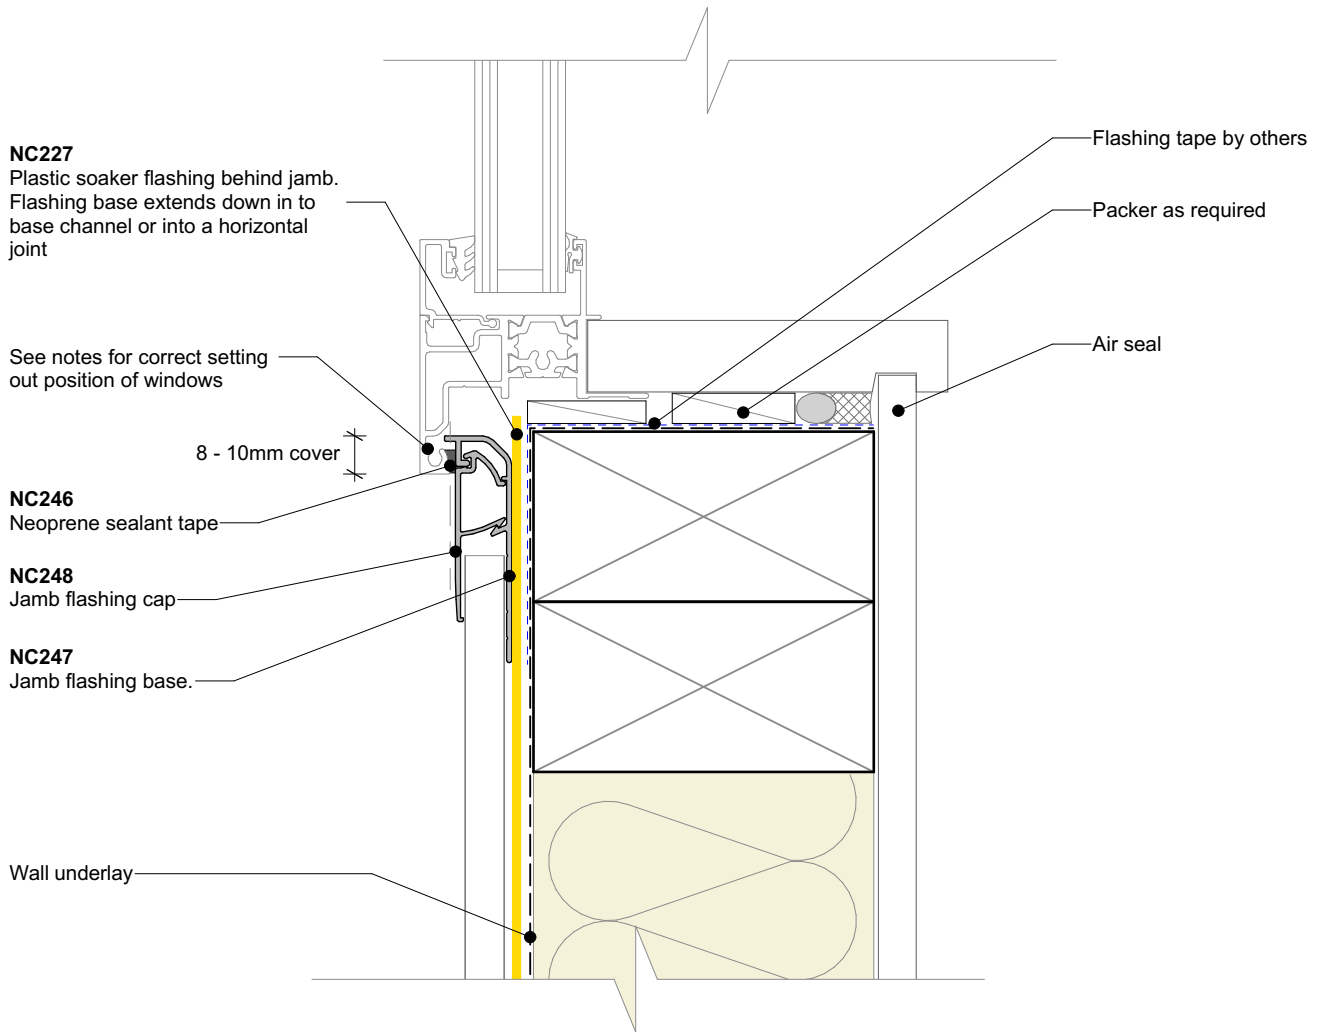 NC227
Plastic soaker flashing behind jamb.
Flashing base extends down in to
base channel or into a horizontal
joint
See notes for correct setting
out position of windows
8 - 10mm cover
NC246
Neoprene sealant tape
NC248
Jamb flashing cap
NC247
Jamb flashing base.
Wall underlay
Flashing tape by others
Packer as required
Air seal